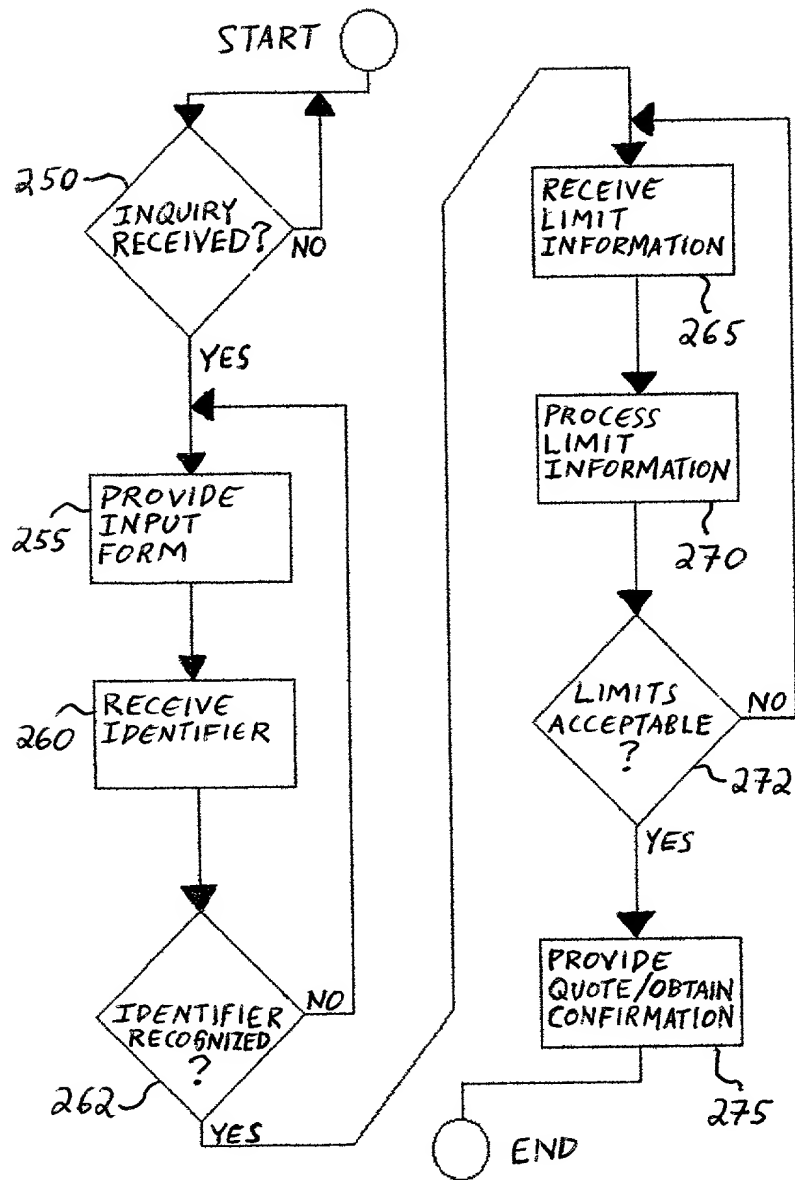 START
250
INQUIRY
RECEIVED?
NO
YES
255
PROVIDE
INPUT
FORM
260
RECEIVE
IDENTIFIER
IDENTIFIER
RECOGNIZED
?
NO
262
YES
RECEIVE
LIMIT
INFORMATION
265
PROCESS
LIMIT
INFORMATION
270
LIMITS
ACCEPTABLE
?
NO
272
YES
PROVIDE
QUOTE/OBTAIN
CONFIRMATION
275
END